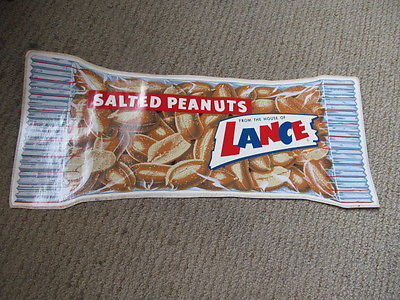 SALTED PEANUTS
FROM THE HOUSE OF
LANCE